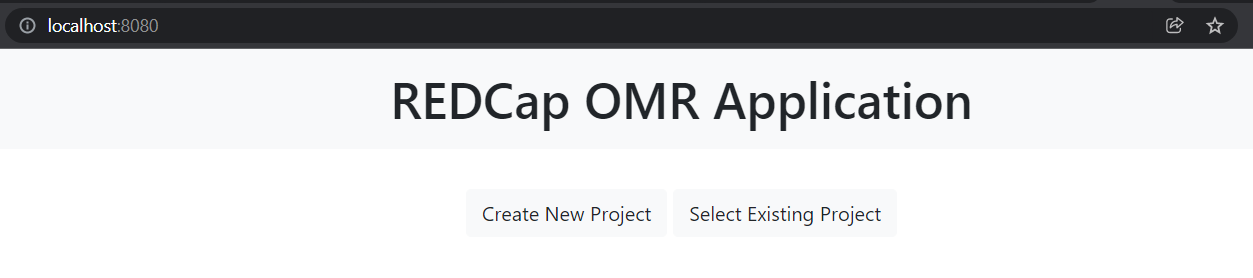 localhost:8080
REDCap OMR Application
Create New Project Select Existing Project